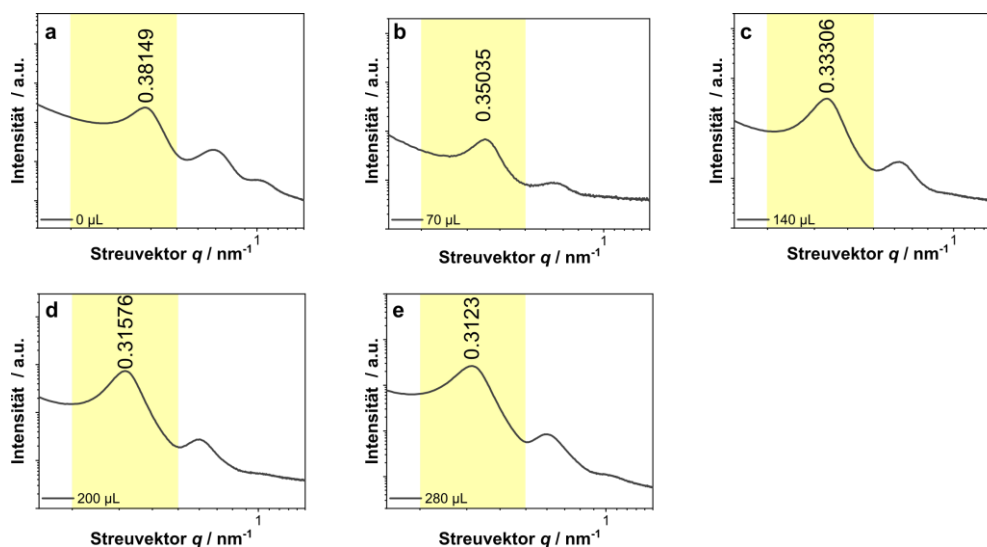 a
0.38149
Intensität / a.u.
0 µL
1
Streuvektor q / nm⁻¹
b
0.35035
Intensität / a.u.
70 µL
1
Streuvektor q / nm⁻¹
c
0.33306
Intensität / a.u.
140 µL
1
Streuvektor q / nm⁻¹
d
0.31576
Intensität / a.u.
200 µL
1
Streuvektor q / nm⁻¹
e
0.3123
Intensität / a.u.
280 µL
1
Streuvektor q / nm⁻¹